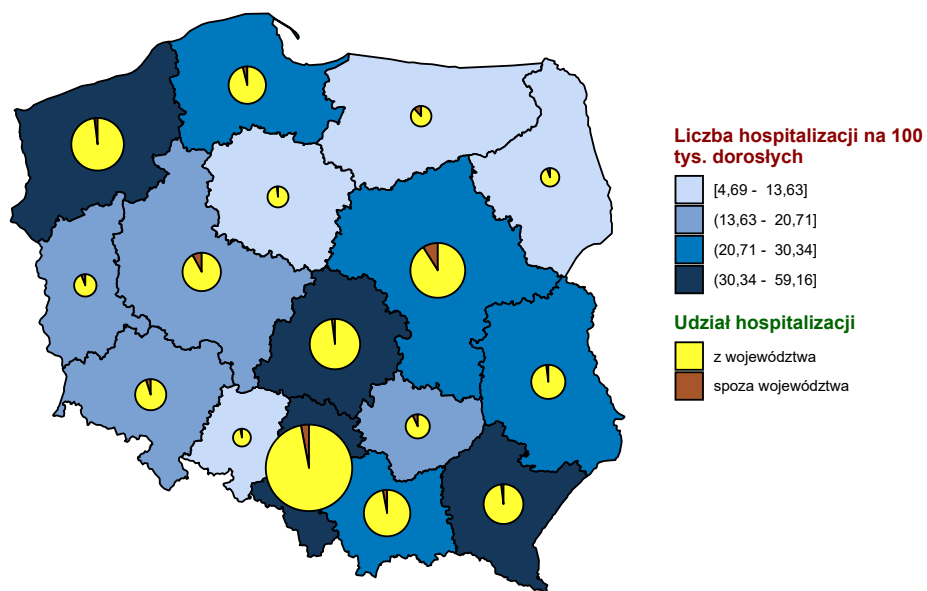 Liczba hospitalizacji na 100
tys. dorosłych
[4,69 - 13,63]
(13,63 - 20,71]
(20,71 - 30,34]
(30,34 - 59,16]
Udział hospitalizacji
z województwa
spoza województwa